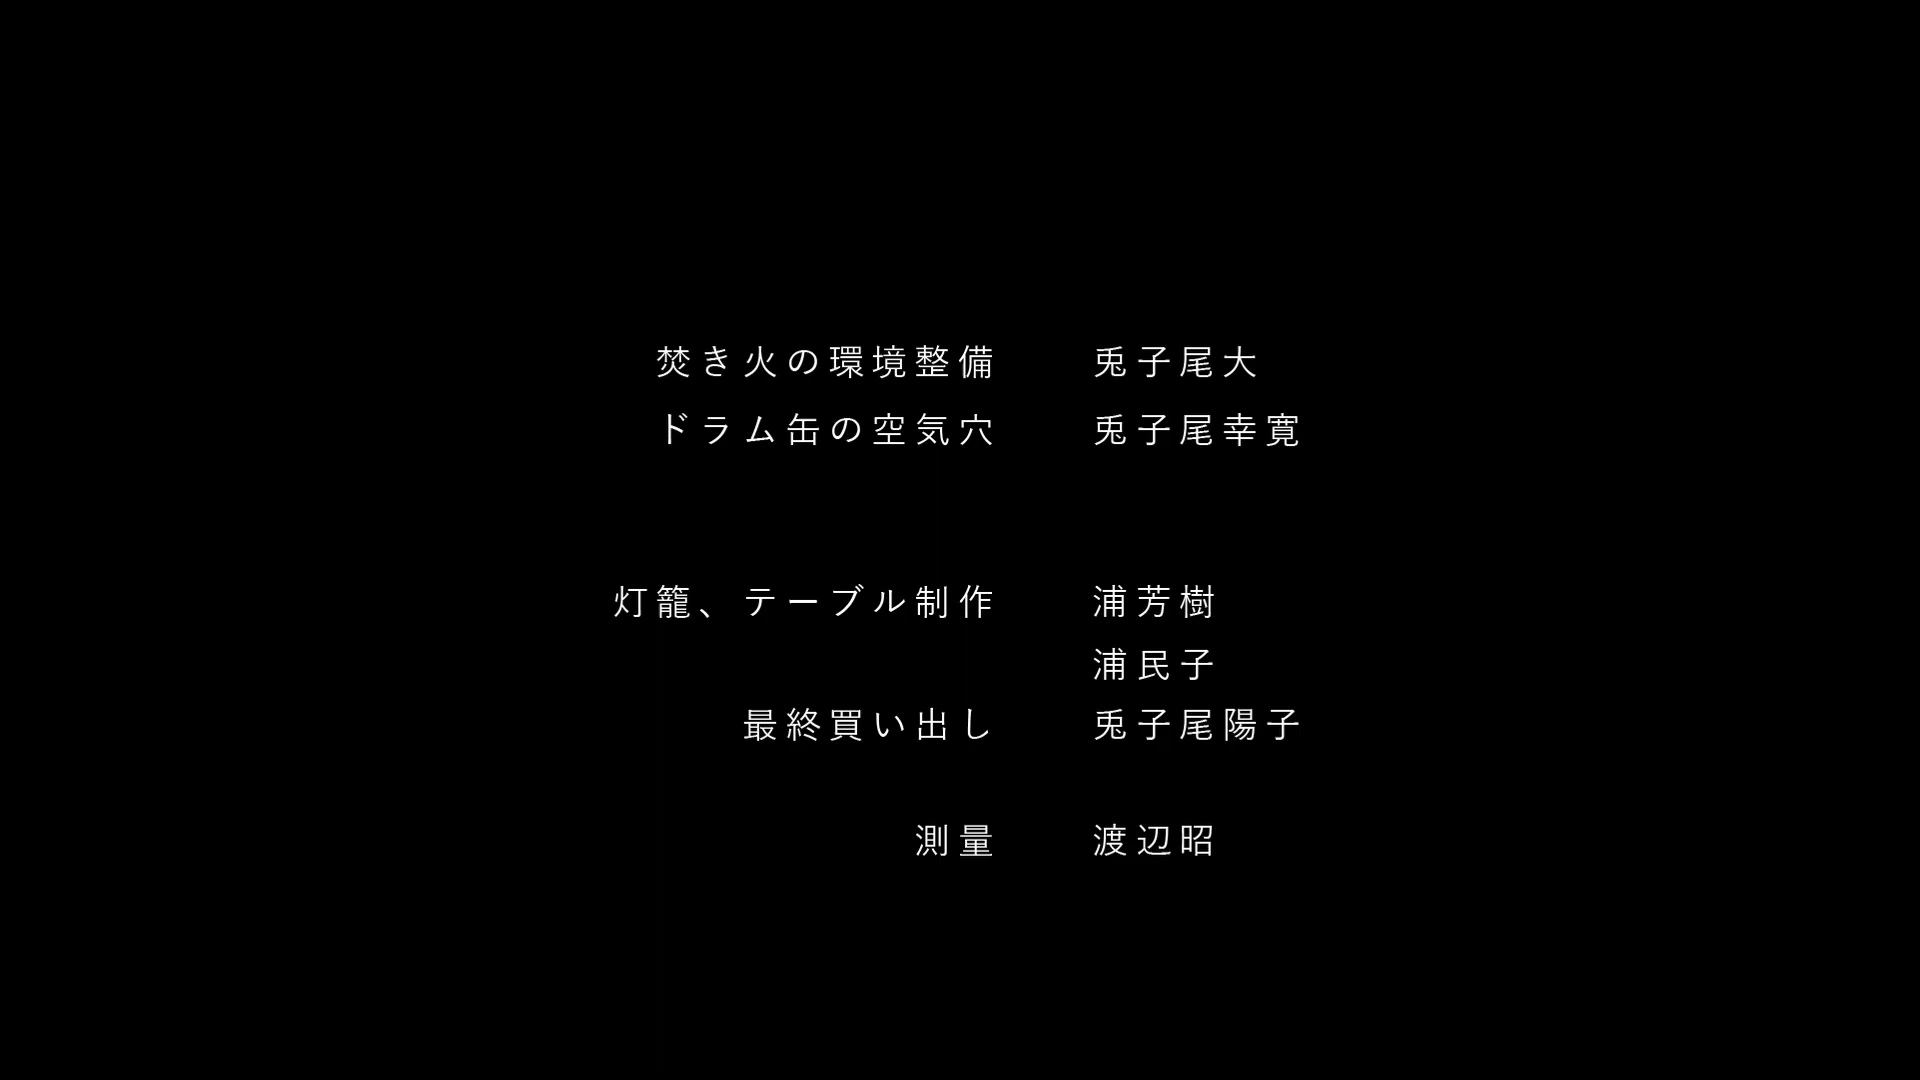 焚き火の環境整備 兎子尾大
ドラム缶の空気穴 兎子尾幸寛
灯籠、テーブル制作 浦芳樹
浦民子
最終買い出し 兎子尾陽子
測量 渡辺昭